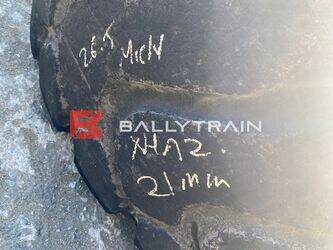 26.5 Mich
BALLYTRAIN
XHA2.
21mm